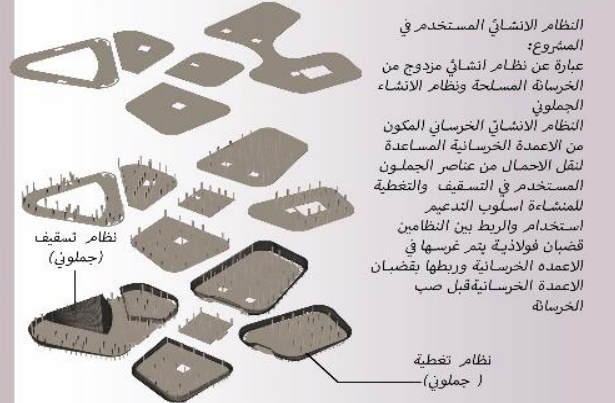 النظام الانشائي المستخدم في
المشروع:
عبارة عن نظام انشائي مزدوج من
الخرسانة المسلحة ونظام الانشاء
الجملوني
النظام الانشائي الخرساني المكون
من الاعمدة الخرسانية المساعدة
لنقل الاحمال من عناصر الجملون
المستخدم في التسقيف والتغطية
للمنشاءة اسلوب التدعيم
استخدام والربط بين النظامين
قضبان فولاذية يتم غرسها في
الاعمده الخرسانية وربطها بقضبان
الاعمدة الخرسانيةقبل صب
الخرسانة
نظام تسقيف
(جملوني)
نظام تغطية
( جملوني)